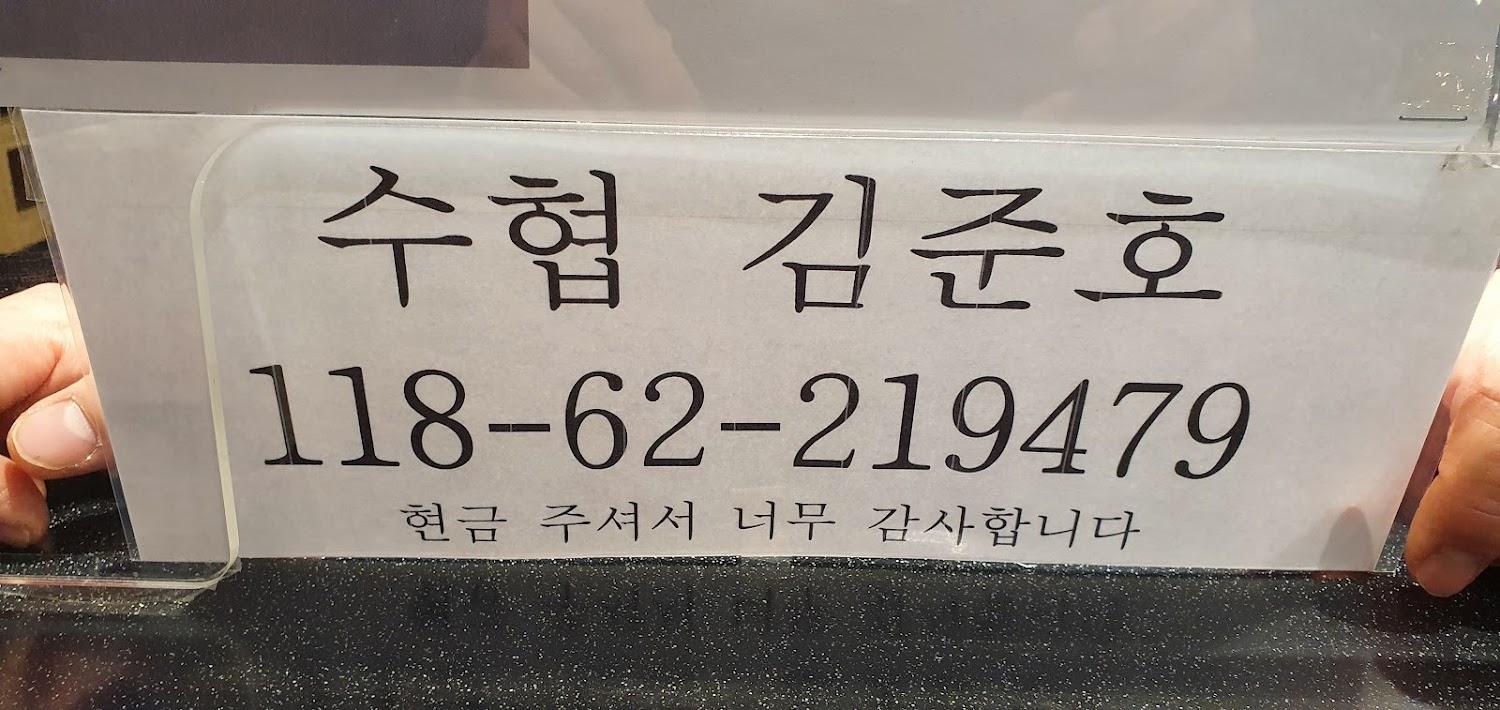 수협 김준호
118-62-219479
현금 주셔서 너무 감사합니다